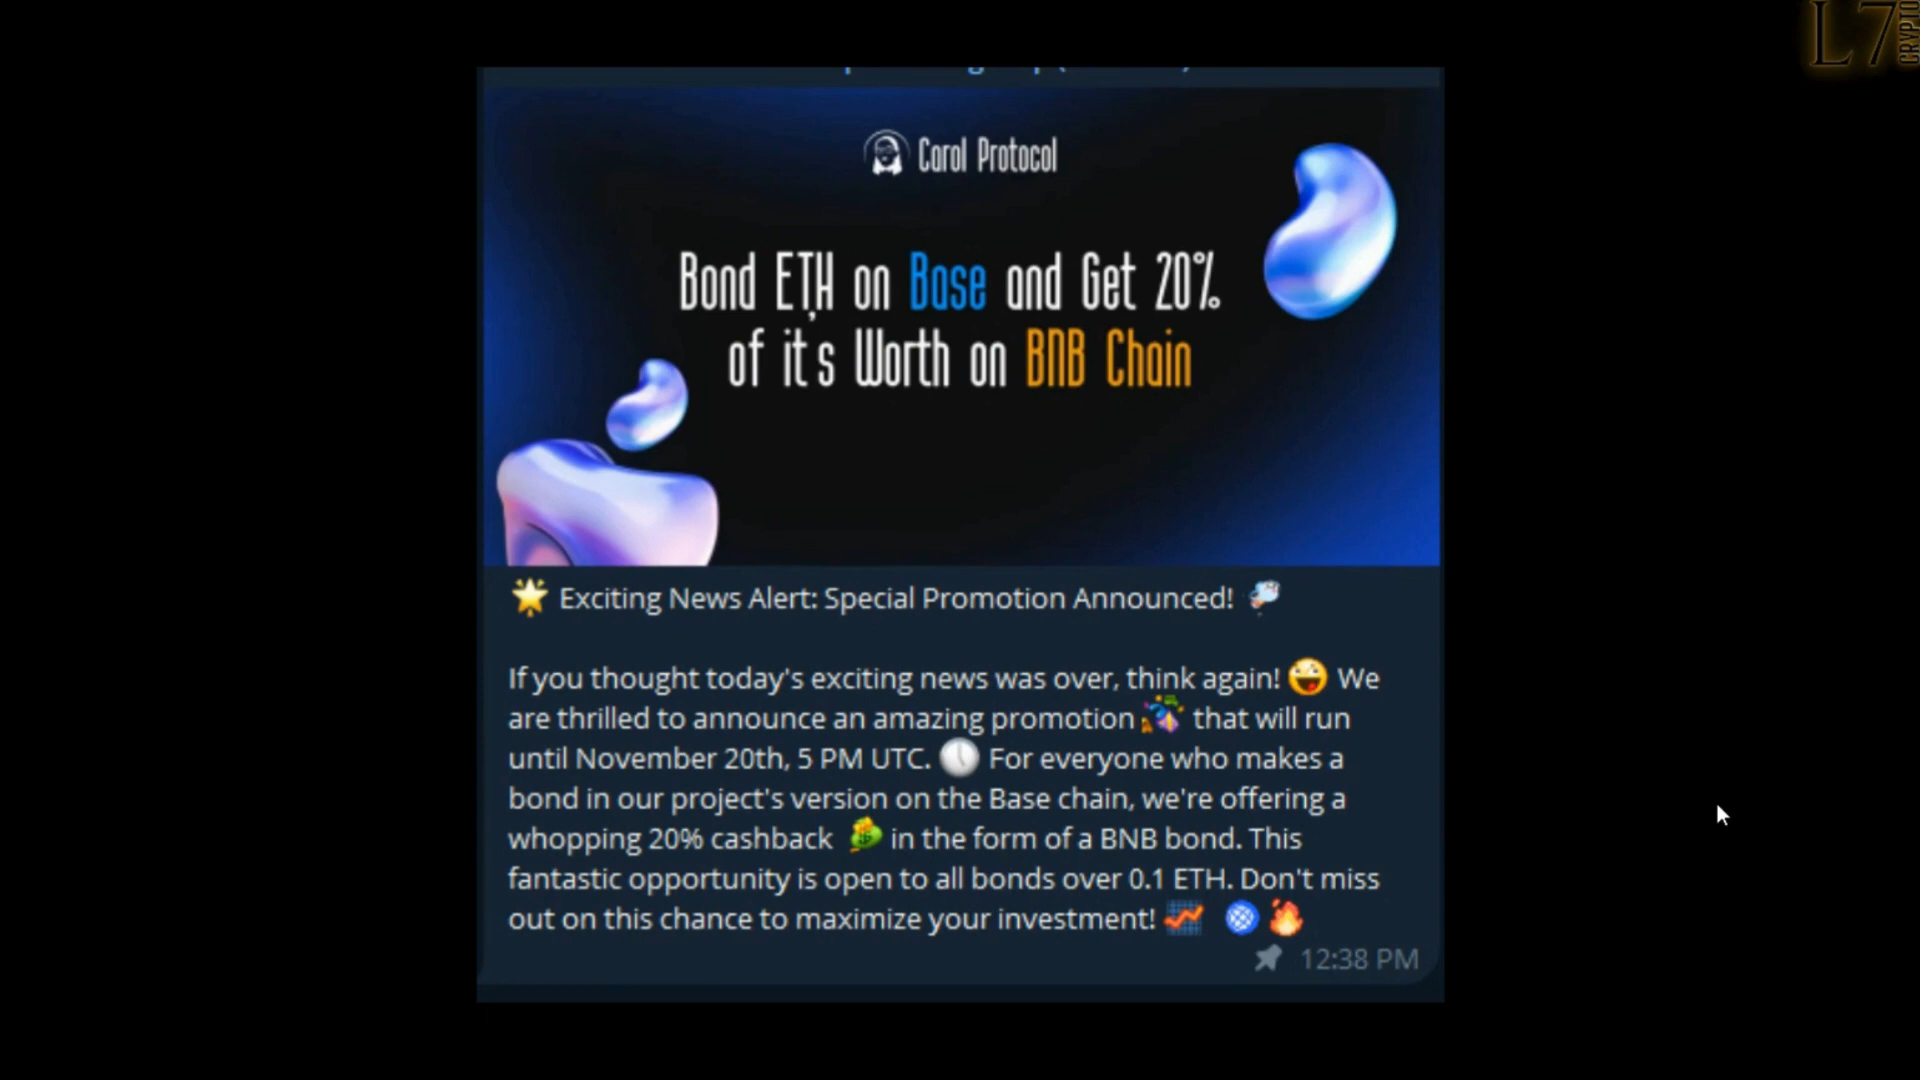 L7 CRYPTO
Carol Protocol
Bond ETH on Base and Get 20%
of it's Worth on BNB Chain
Exciting News Alert: Special Promotion Announced!
If you thought today's exciting news was over, think again! We
are thrilled to announce an amazing promotion that will run
until November 20th, 5 PM UTC. For everyone who makes a
bond in our project's version on the Base chain, we're offering a
whopping 20% cashback in the form of a BNB bond. This
fantastic opportunity is open to all bonds over 0.1 ETH. Don't miss
out on this chance to maximize your investment!
12:38 PM